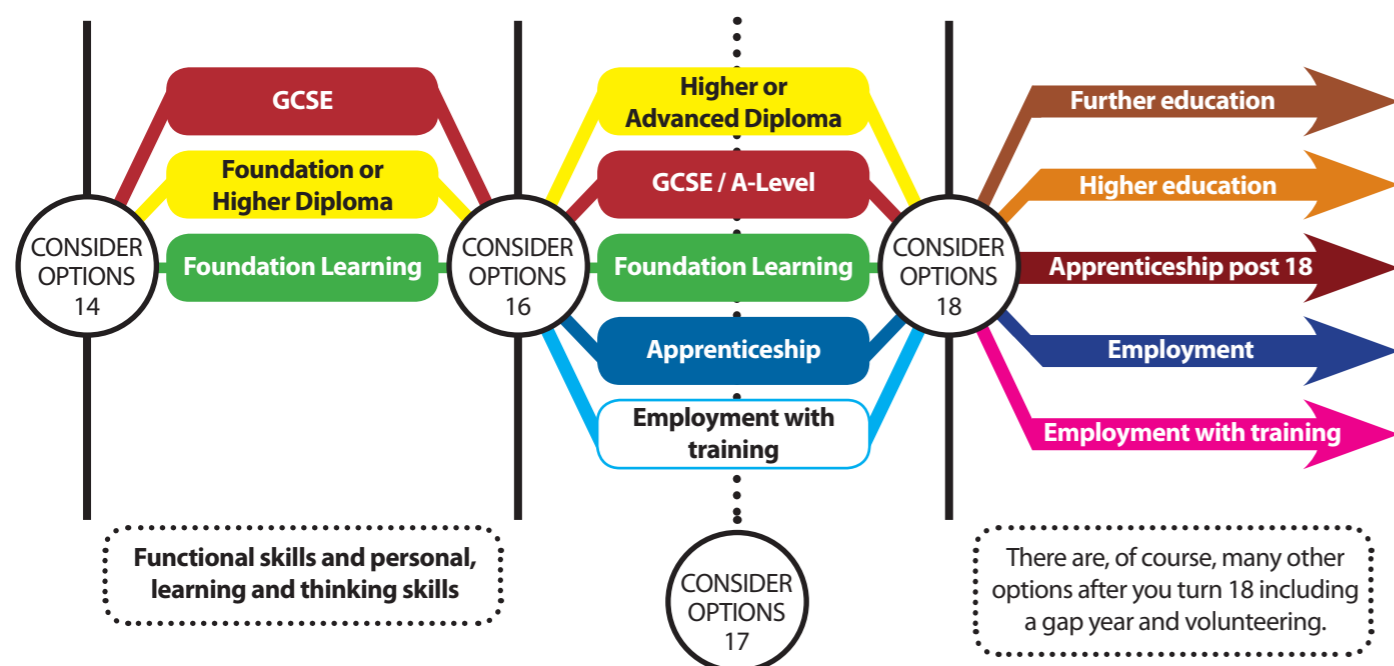 GCSE
Foundation or
Higher Diploma
Foundation Learning
CONSIDER
OPTIONS
14
Functional skills and personal,
learning and thinking skills
CONSIDER
OPTIONS
16
Higher or
Advanced Diploma
GCSE / A-Level
Foundation Learning
Apprenticeship
Employment with
training
CONSIDER
OPTIONS
17
CONSIDER
OPTIONS
18
Further education
Higher education
Apprenticeship post 18
Employment
Employment with training
There are, of course, many other
options after you turn 18 including
a gap year and volunteering.